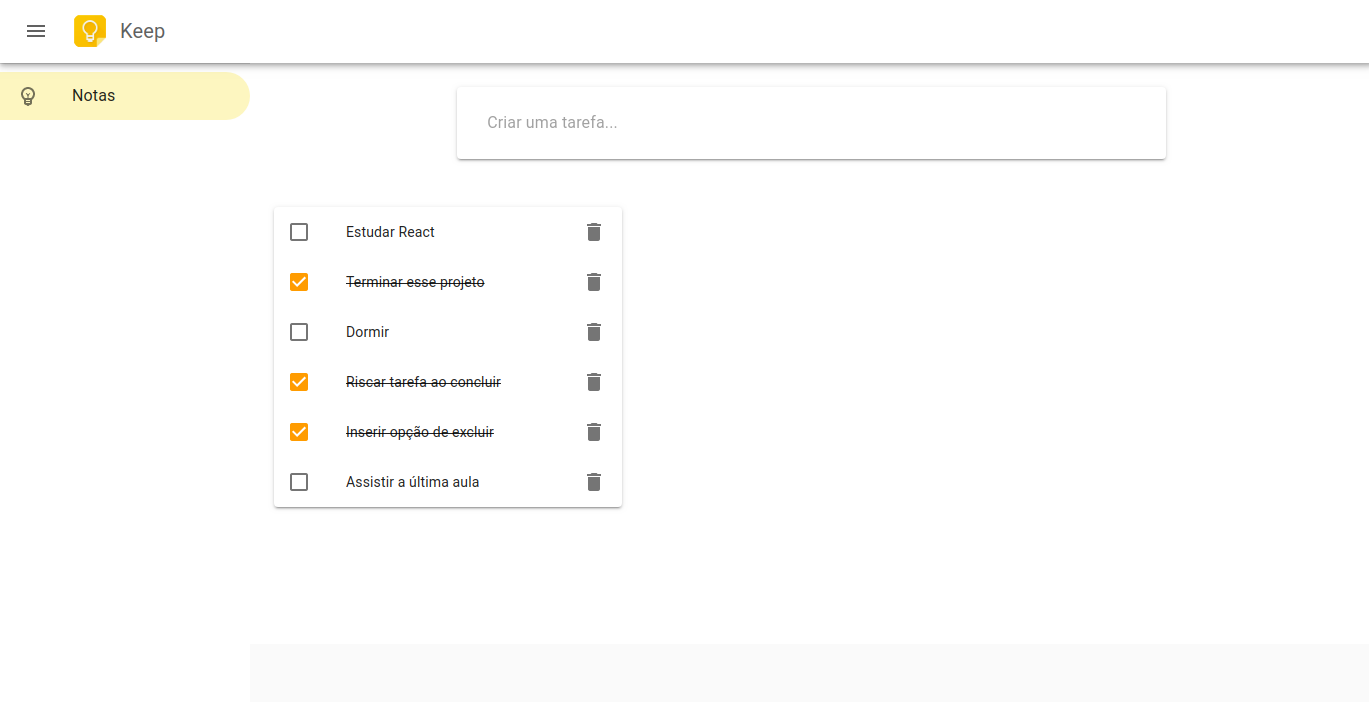 Keep
Notas
Criar uma tarefa...
Estudar React
Terminar esse projeto
Dormir
Riscar tarefa ao concluir
Inserir opção de excluir
Assistir a última aula